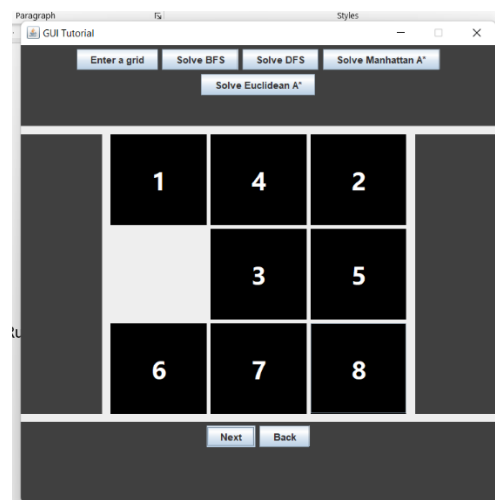 Paragraph Styles
GUI Tutorial
Enter a grid Solve BFS Solve DFS Solve Manhattan A*
Solve Euclidean A*
1 4 2
3 5
Ru
6 7 8
Next Back